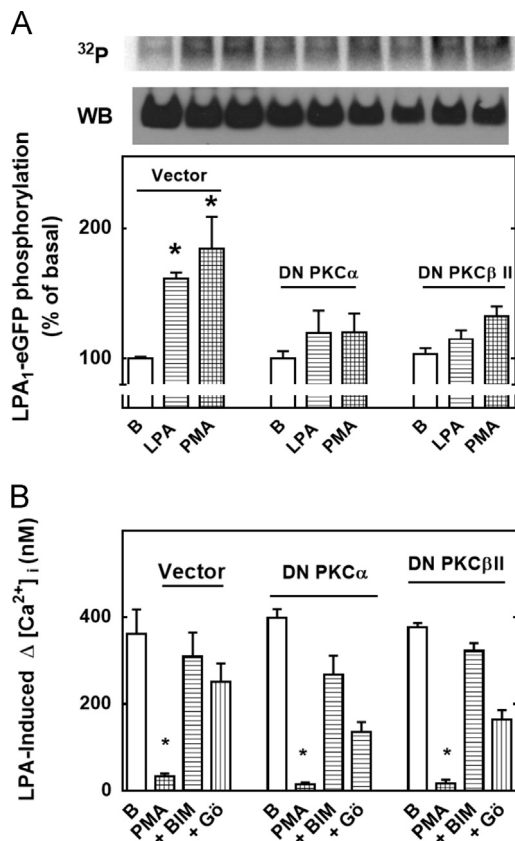 A
³²P
WB
LPA₁-eGFP phosphorylation
(% of basal)
200
100
Vector
DN PKCα
DN PKCβ II
B
LPA
PMA
B
LPA
PMA
B
LPA
PMA
*
*
B
LPA-Induced Δ [Ca²⁺]ᵢ (nM)
400
200
0
Vector
DN PKCα
DN PKCβII
*
*
*
B
PMA
+ BIM
+ Gö
B
PMA
+ BIM
+ Gö
B
PMA
+ BIM
+ Gö